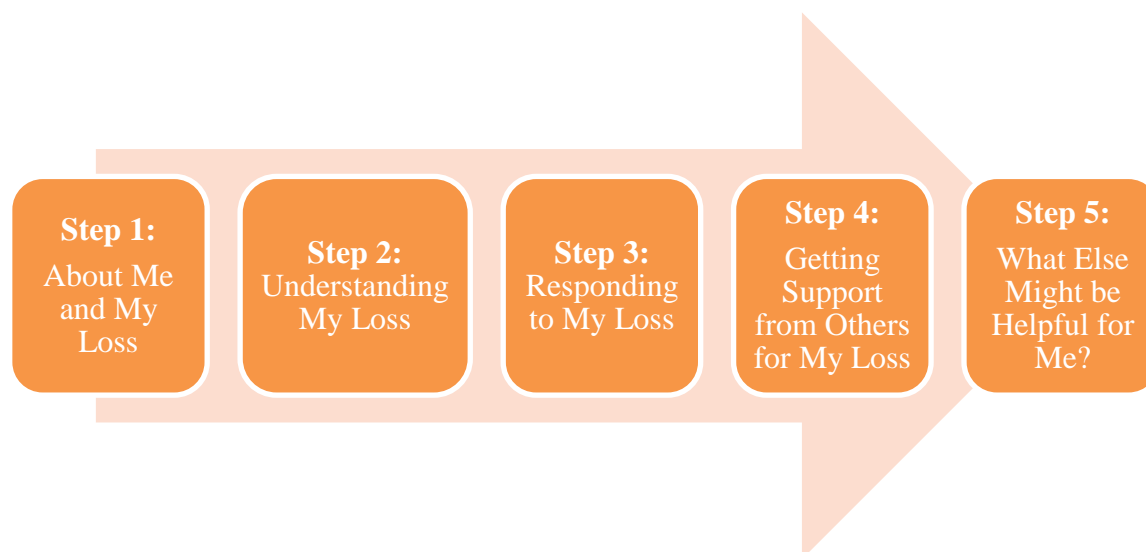 Step 1:
About Me
and My
Loss
Step 2:
Understanding
My Loss
Step 3:
Responding
to My Loss
Step 4:
Getting
Support
from Others
for My Loss
Step 5:
What Else
Might be
Helpful for
Me?